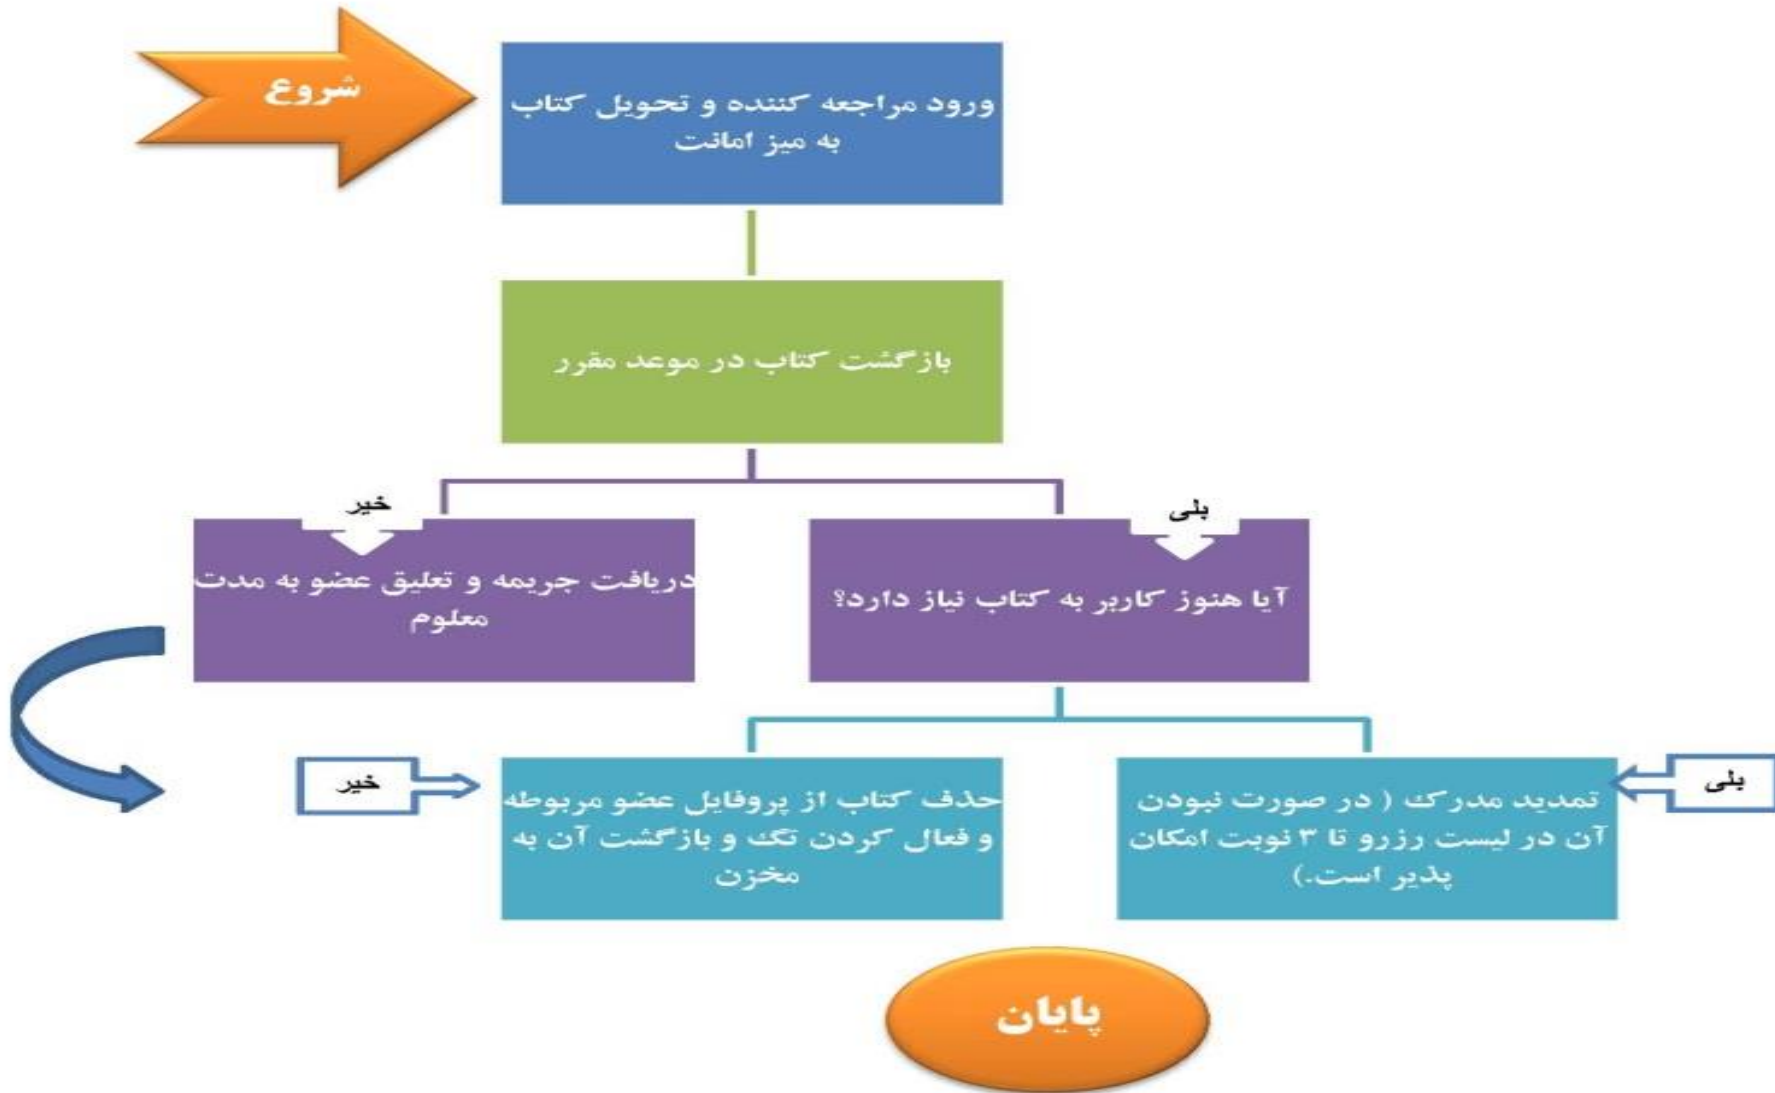 شروع
ورود مراجعه کننده و تحویل کتاب
به میز امانت
بازگشت کتاب در موعد مقرر
بلی
خیر
آیا هنوز کاربر به کتاب نیاز دارد؟
دریافت جریمه و تعلیق عضو به مدت
معلوم
بلی
تمدید مدرک ( در صورت نبودن
آن در لیست رزرو تا ۳ نوبت امکان
پذیر است.)
خیر
حذف کتاب از پروفایل عضو مربوطه
و فعال کردن تگ و بازگشت آن به
مخزن
پایان